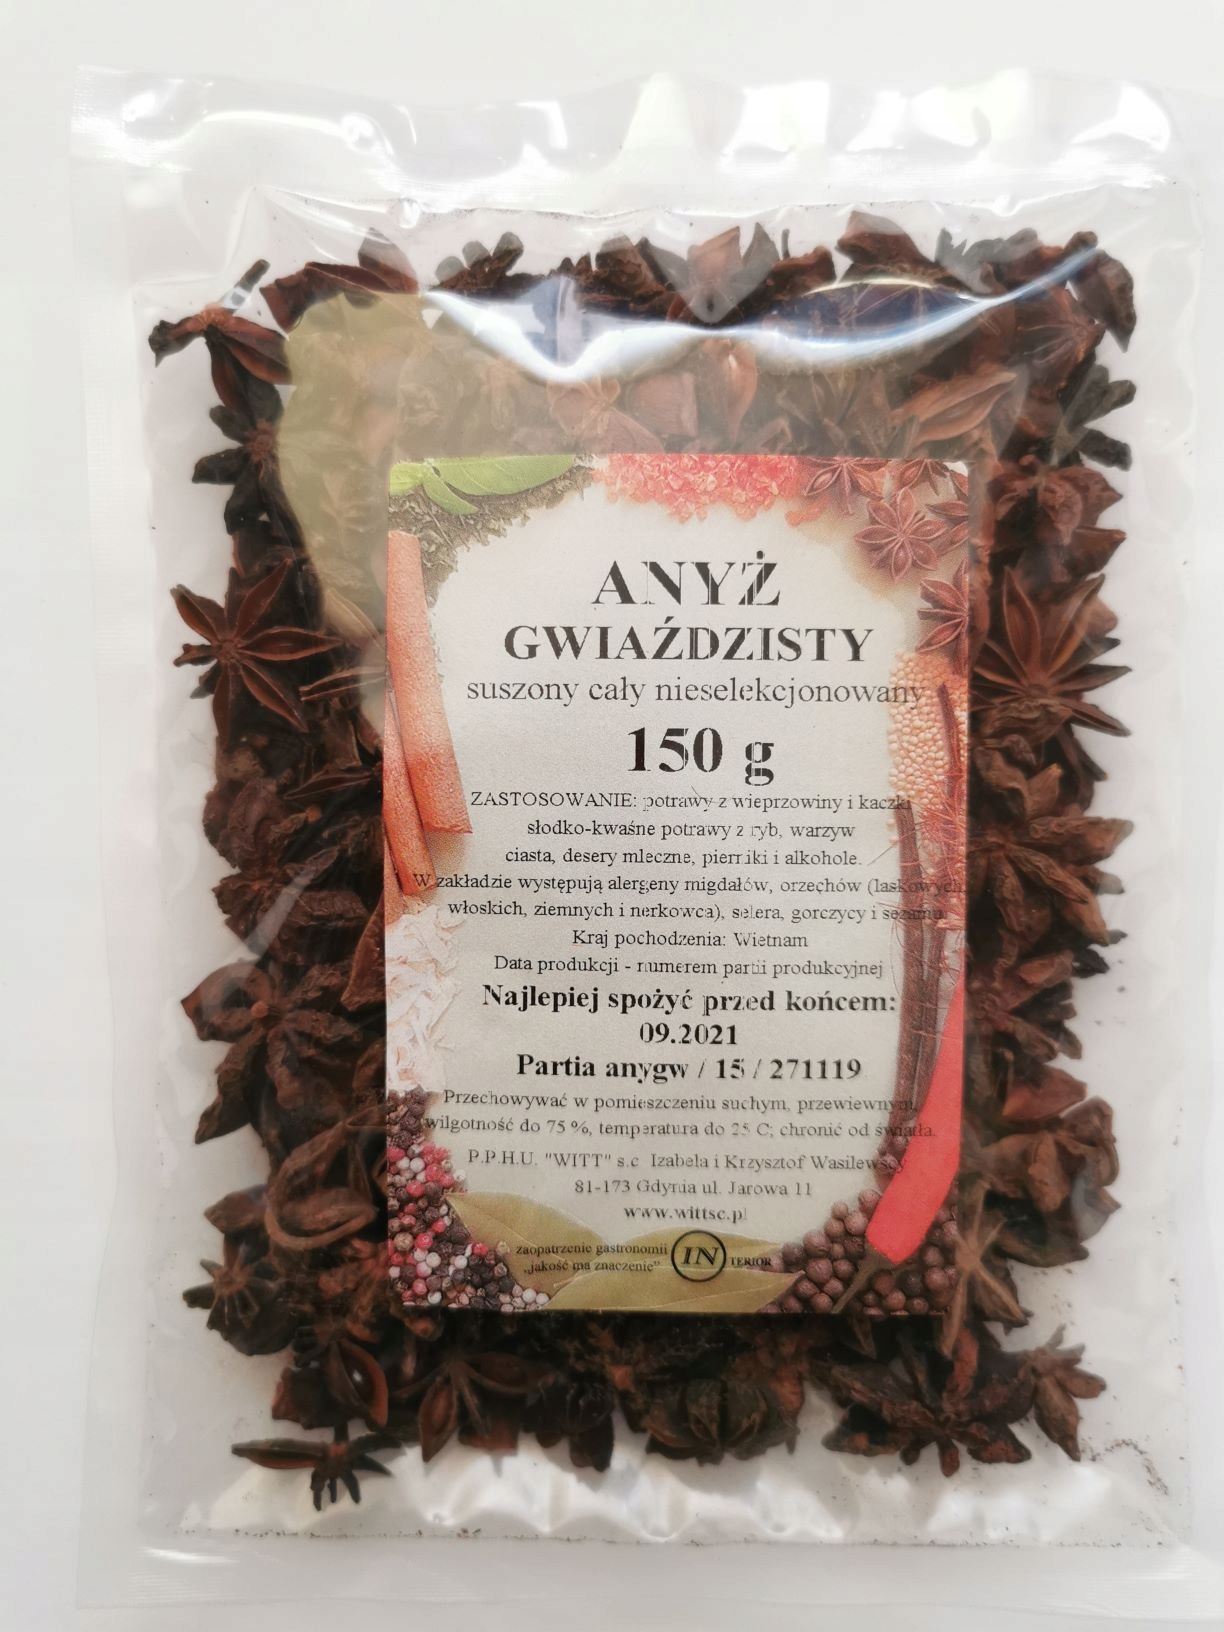 ANYŻ
GWIAŹDZISTY
suszony cały nieselekcjonowany
150 g
ZASTOSOWANIE: potrawy z wieprzowiny i kaczki
słodko-kwaśne potrawy z ryb, warzyw
ciasta, desery mleczne, pierniki i alkohole.
W zakładzie występują alergeny migdałów, orzechów (laskowych,
włoskich, ziemnych i nerkowca), selera, gorczycy i sezamu.
Kraj pochodzenia: Wietnam
Data produkcji - numerem partii produkcyjnej
Najlepiej spożyć przed końcem:
09.2021
Partia anygw / 15 / 271119
Przechowywać w pomieszczeniu suchym, przewiewnym,
wilgotność do 75 %, temperatura do 25 C; chronić od światła.
P.P.H.U. "WITT" s.c Izabela i Krzysztof Wasilewscy
81-173 Gdynia ul. Jarowa 11
www.wittsc.pl
zaopatrzenie gastronomii
„jakość ma znaczenie”
IN TERIOR